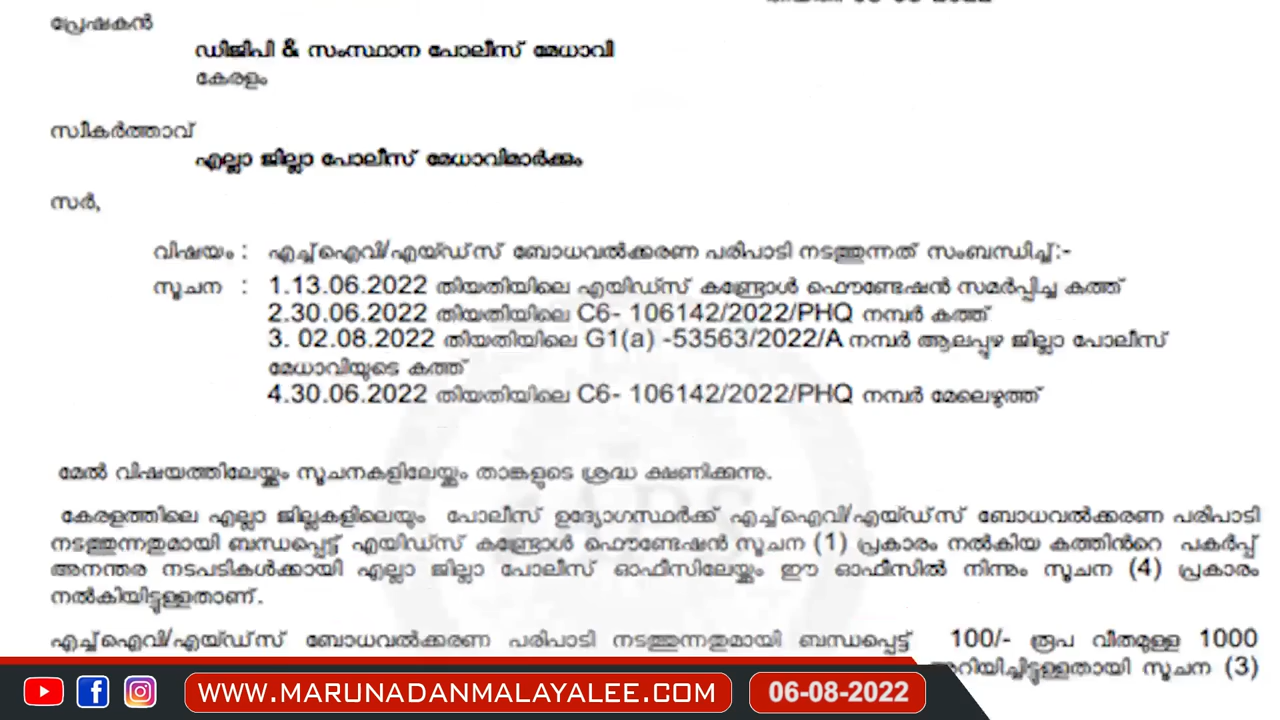 പ്രേഷകൻ
ഡിജിപി & സംസ്ഥാന പോലീസ് മേധാവി
കേരളം
സ്വീകർത്താവ്
എല്ലാ ജില്ലാ പോലീസ് മേധാവിമാർക്കും
സർ,
വിഷയം : എച്ച്ഐവി/എയ്ഡ്സ് ബോധവൽക്കരണ പരിപാടി നടത്തുന്നത് സംബന്ധിച്ച്:-
സൂചന : 1.13.06.2022 തിയതിയിലെ എയിഡ്സ് കണ്ട്രോൾ ഫൌണ്ടേഷൻ സമർപ്പിച്ച കത്ത്
2.30.06.2022 തിയതിയിലെ C6- 106142/2022/PHQ നമ്പർ കത്ത്
3. 02.08.2022 തിയതിയിലെ G1(a) -53563/2022/A നമ്പർ ആലപ്പുഴ ജില്ലാ പോലീസ്
മേധാവിയുടെ കത്ത്
4.30.06.2022 തിയതിയിലെ C6- 106142/2022/PHQ നമ്പർ മേലെഴുത്ത്
മേൽ വിഷയത്തിലേയ്ക്കും സൂചനകളിലേയ്ക്കും താങ്കളുടെ ശ്രദ്ധ ക്ഷണിക്കുന്നു.
കേരളത്തിലെ എല്ലാ ജില്ലകളിലെയും പോലീസ് ഉദ്യോഗസ്ഥർക്ക് എച്ച്ഐവി/എയ്ഡ്സ് ബോധവൽക്കരണ പരിപാടി
നടത്തുന്നതുമായി ബന്ധപ്പെട്ട് എയിഡ്സ് കണ്ട്രോൾ ഫൌണ്ടേഷൻ സൂചന (1) പ്രകാരം നൽകിയ കത്തിൻറെ പകർപ്പ്
അനന്തര നടപടികൾക്കായി എല്ലാ ജില്ലാ പോലീസ് ഓഫീസിലേയ്ക്കും ഈ ഓഫീസിൽ നിന്നും സൂചന (4) പ്രകാരം
നൽകിയിട്ടുള്ളതാണ്.
എച്ച്ഐവി/എയ്ഡ്സ് ബോധവൽക്കരണ പരിപാടി നടത്തുന്നതുമായി ബന്ധപ്പെട്ട് 100/- രൂപ വീതമുള്ള 1000
അറിയിച്ചിട്ടുള്ളതായി സൂചന (3)
WWW.MARUNADANMALAYALEE.COM 06-08-2022